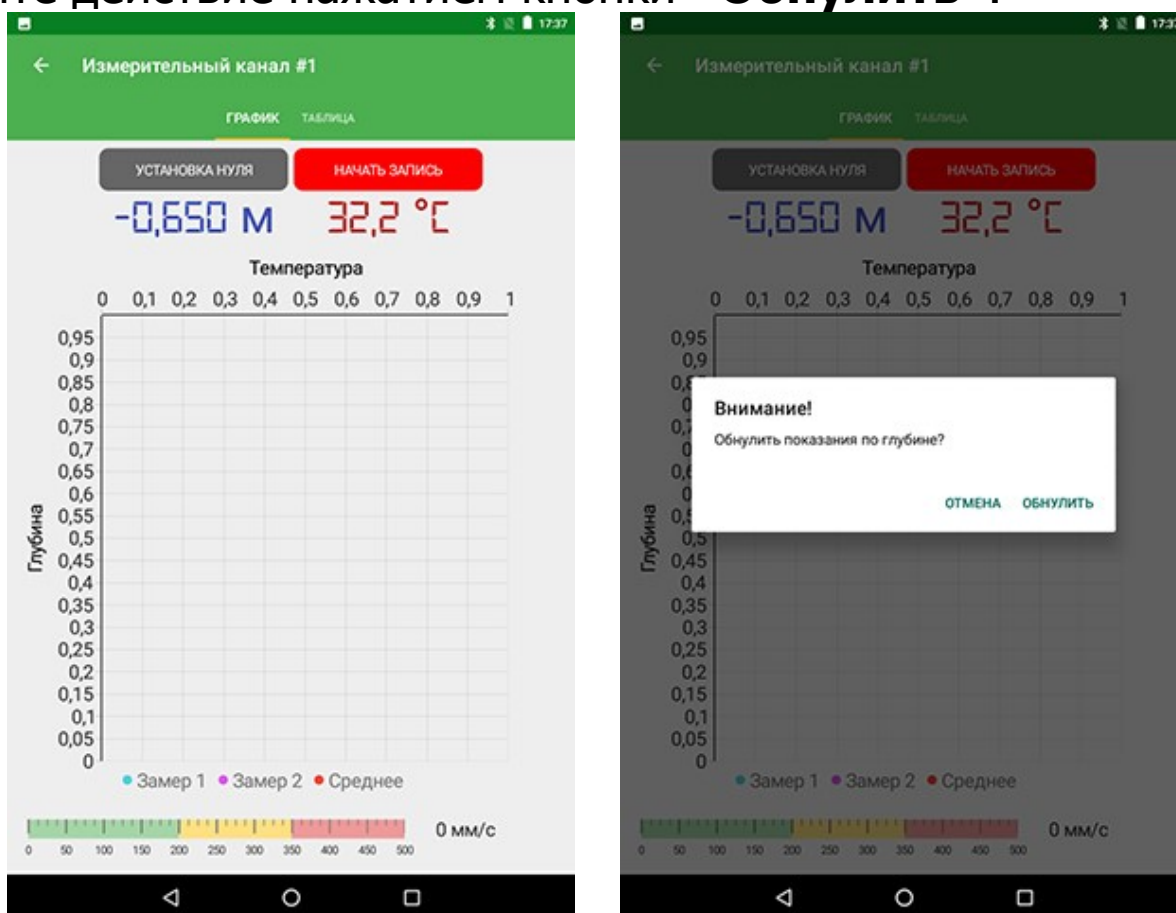 те действие нажатием кнопки "Обнулить".
17:37
Измерительный канал #1
ГРАФИК ТАБЛИЦА
УСТАНОВКА НУЛЯ НАЧАТЬ ЗАПИСЬ
-0,650 м 32,2 °C
Температура
0 0,1 0,2 0,3 0,4 0,5 0,6 0,7 0,8 0,9 1
0,95
0,9
0,85
0,8
0,75
0,7
0,65
0,6
0,55
0,5
0,45
0,4
0,35
0,3
0,25
0,2
0,15
0,1
0,05
0
Глубина
Замер 1 Замер 2 Среднее
0 мм/с
0 50 100 150 200 250 300 350 400 450 500
17:37
Измерительный канал #1
ГРАФИК ТАБЛИЦА
УСТАНОВКА НУЛЯ НАЧАТЬ ЗАПИСЬ
-0,650 м 32,2 °C
Температура
0 0,1 0,2 0,3 0,4 0,5 0,6 0,7 0,8 0,9 1
0,95
0,9
Внимание!
Обнулить показания по глубине?
ОТМЕНА ОБНУЛИТЬ
0,5
0,45
0,4
0,35
0,3
0,25
0,2
0,15
0,1
0,05
0
Глубина
Замер 1 Замер 2 Среднее
0 мм/с
0 50 100 150 200 250 300 350 400 450 500